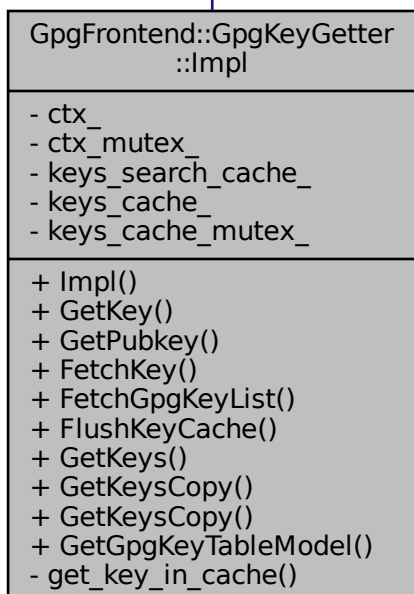 GpgFrontend::GpgKeyGetter
::Impl
- ctx_
- ctx_mutex_
- keys_search_cache_
- keys_cache_
- keys_cache_mutex_
+ Impl()
+ GetKey()
+ GetPubkey()
+ FetchKey()
+ FetchGpgKeyList()
+ FlushKeyCache()
+ GetKeys()
+ GetKeysCopy()
+ GetKeysCopy()
+ GetGpgKeyTableModel()
- get_key_in_cache()